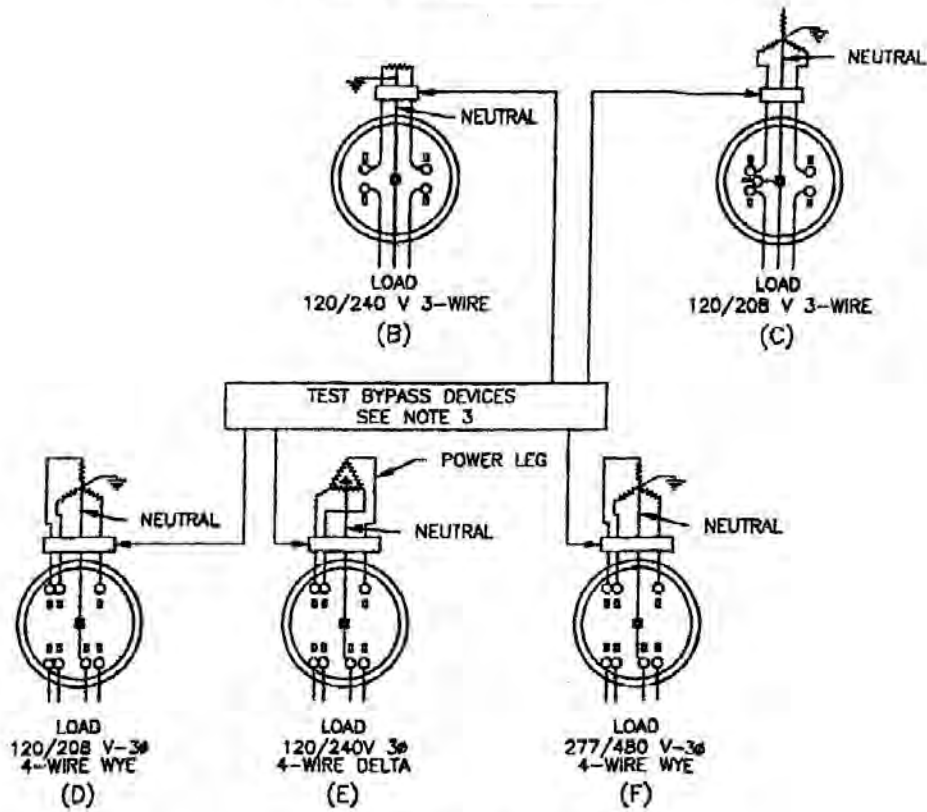 NEUTRAL
NEUTRAL
LOAD
120/240 V 3-WIRE
(B)
LOAD
120/208 V 3-WIRE
(C)
TEST BYPASS DEVICES
SEE NOTE 3
POWER LEG
NEUTRAL
NEUTRAL
NEUTRAL
LOAD
120/208 V-3ø
4-WIRE WYE
(D)
LOAD
120/240V 3ø
4-WIRE DELTA
(E)
LOAD
277/480 V-3ø
4-WIRE WYE
(F)